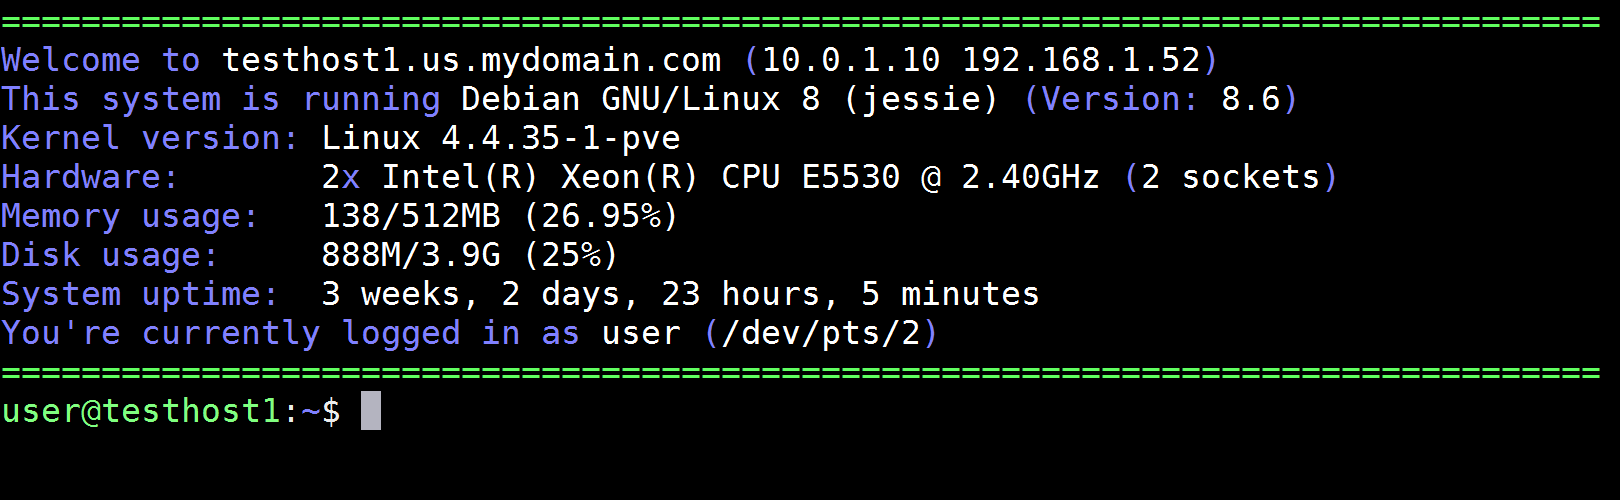 ================================================================================
Welcome to testhost1.us.mydomain.com (10.0.1.10 192.168.1.52)
This system is running Debian GNU/Linux 8 (jessie) (Version: 8.6)
Kernel version: Linux 4.4.35-1-pve
Hardware:       2x Intel(R) Xeon(R) CPU E5530 @ 2.40GHz (2 sockets)
Memory usage:   138/512MB (26.95%)
Disk usage:     888M/3.9G (25%)
System uptime:  3 weeks, 2 days, 23 hours, 5 minutes
You're currently logged in as user (/dev/pts/2)
================================================================================
user@testhost1:~$